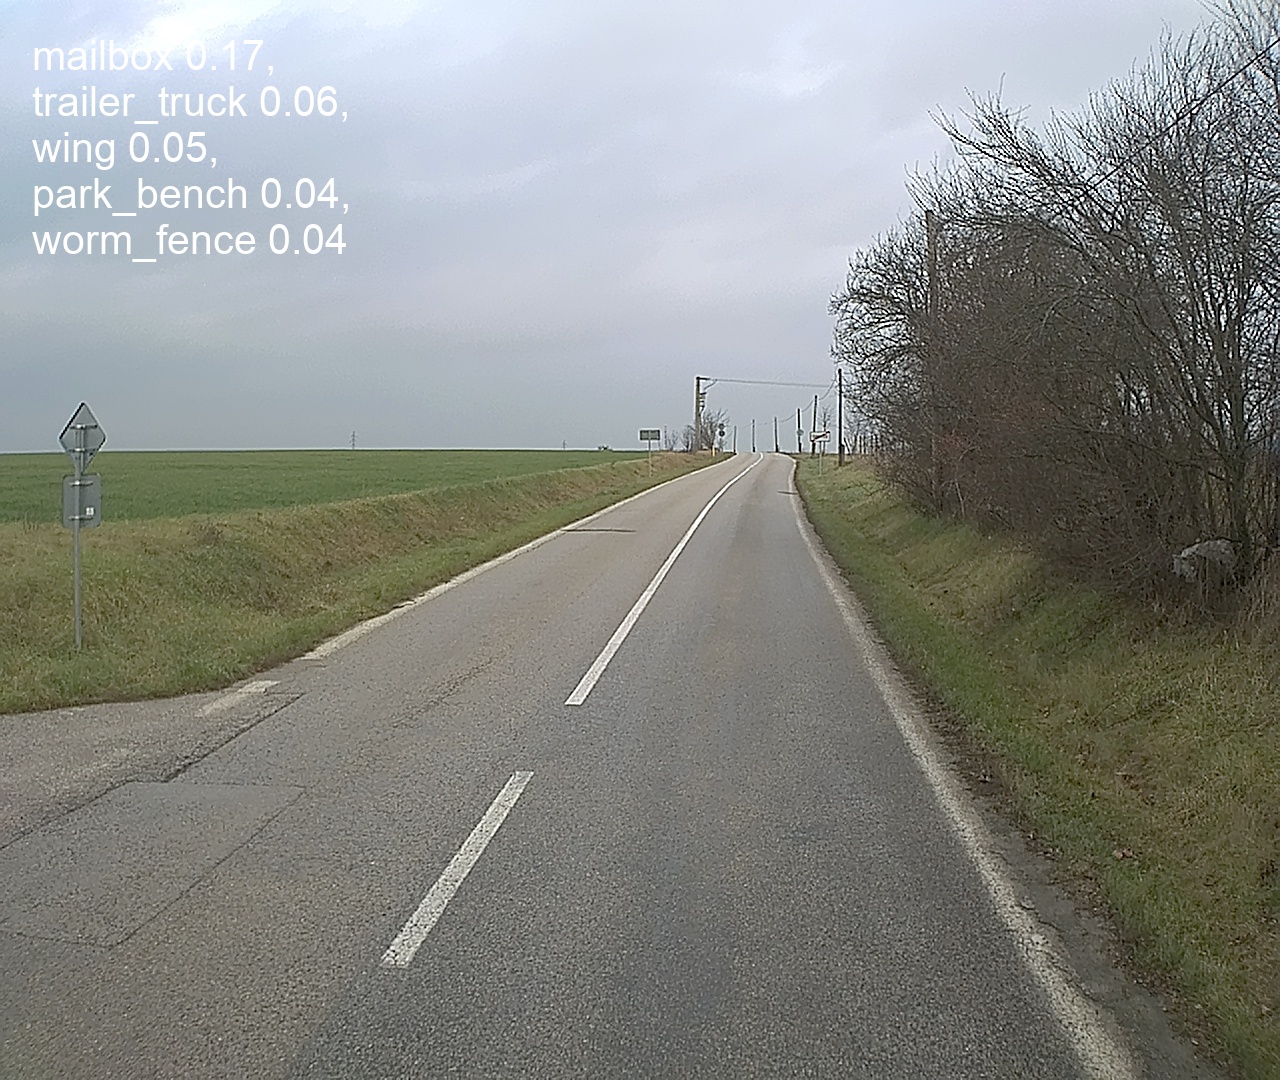 mailbox 0.17,
trailer_truck 0.06,
wing 0.05,
park_bench 0.04,
worm_fence 0.04